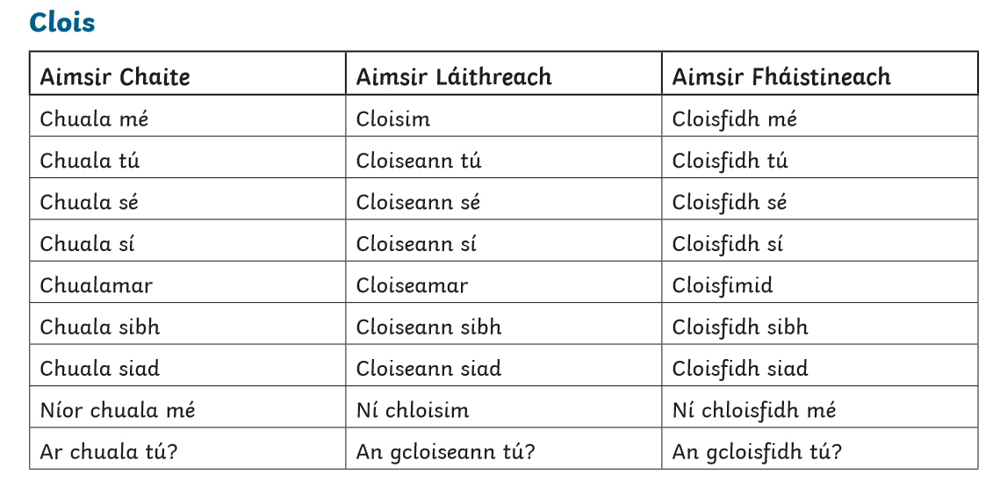 Clois
Aimsir Chaite Aimsir Láithreach Aimsir Fháistineach
Chuala mé Cloisim Cloisfidh mé
Chuala tú Cloiseann tú Cloisfidh tú
Chuala sé Cloiseann sé Cloisfidh sé
Chuala sí Cloiseann sí Cloisfidh sí
Chualamar Cloiseamar Cloisfimid
Chuala sibh Cloiseann sibh Cloisfidh sibh
Chuala siad Cloiseann siad Cloisfidh siad
Níor chuala mé Ní chloisim Ní chloisfidh mé
Ar chuala tú? An gcloiseann tú? An gcloisfidh tú?